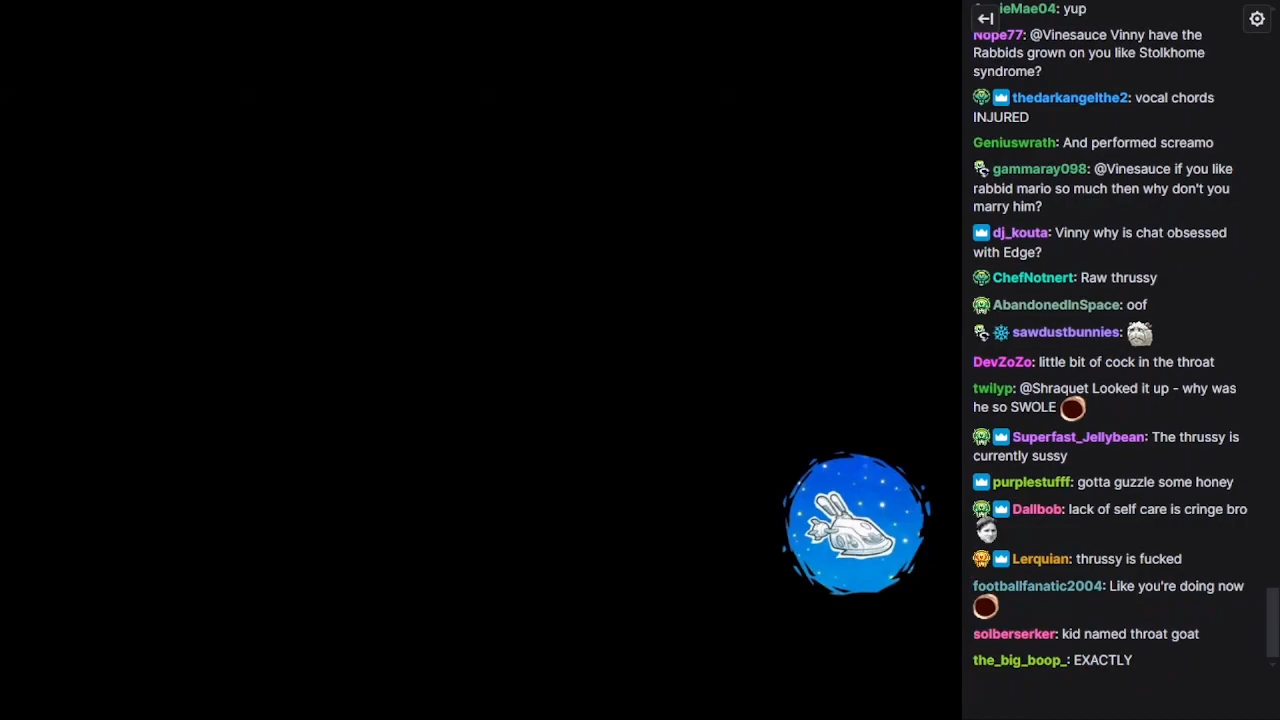 ieMae04: yup
Nope77: @Vinesauce Vinny have the
Rabbids grown on you like Stolkhome
syndrome?
thedarkangelthe2: vocal chords
INJURED
Geniuswrath: And performed screamo
gammaray098: @Vinesauce if you like
rabbid mario so much then why don't you
marry him?
dj_kouta: Vinny why is chat obsessed
with Edge?
ChefNotnert: Raw thrussy
AbandonedInSpace: oof
sawdustbunnies:
DevZoZo: little bit of cock in the throat
twilyp: @Shraquet Looked it up - why was
he so SWOLE
Superfast_Jellybean: The thrussy is
currently sussy
purplestufff: gotta guzzle some honey
Dallbob: lack of self care is cringe bro
Lerquian: thrussy is fucked
footballfanatic2004: Like you're doing now
solberserker: kid named throat goat
the_big_boop_: EXACTLY